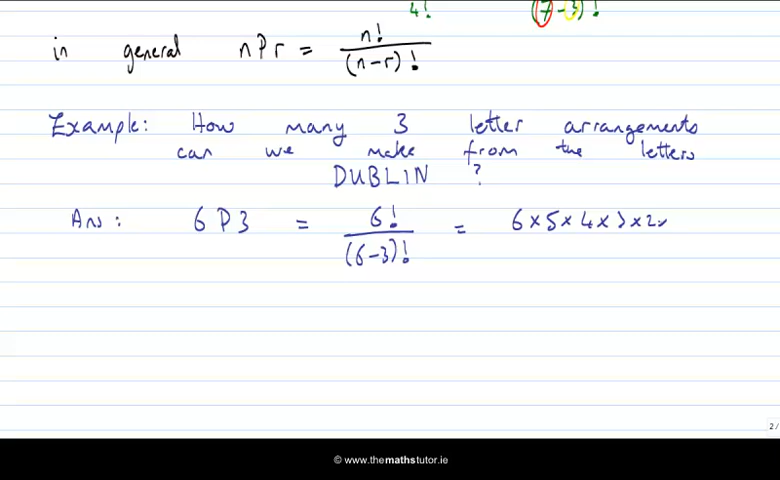 4! (7-3)!
in general nPr = n!
(n-r)!
Example: How many 3 letter arrangements
can we make from the letters
DUBLIN ?
Ans: 6P3 = 6! = 6×5×4×3×2×
(6-3)!
2/
© www.themathstutor.ie